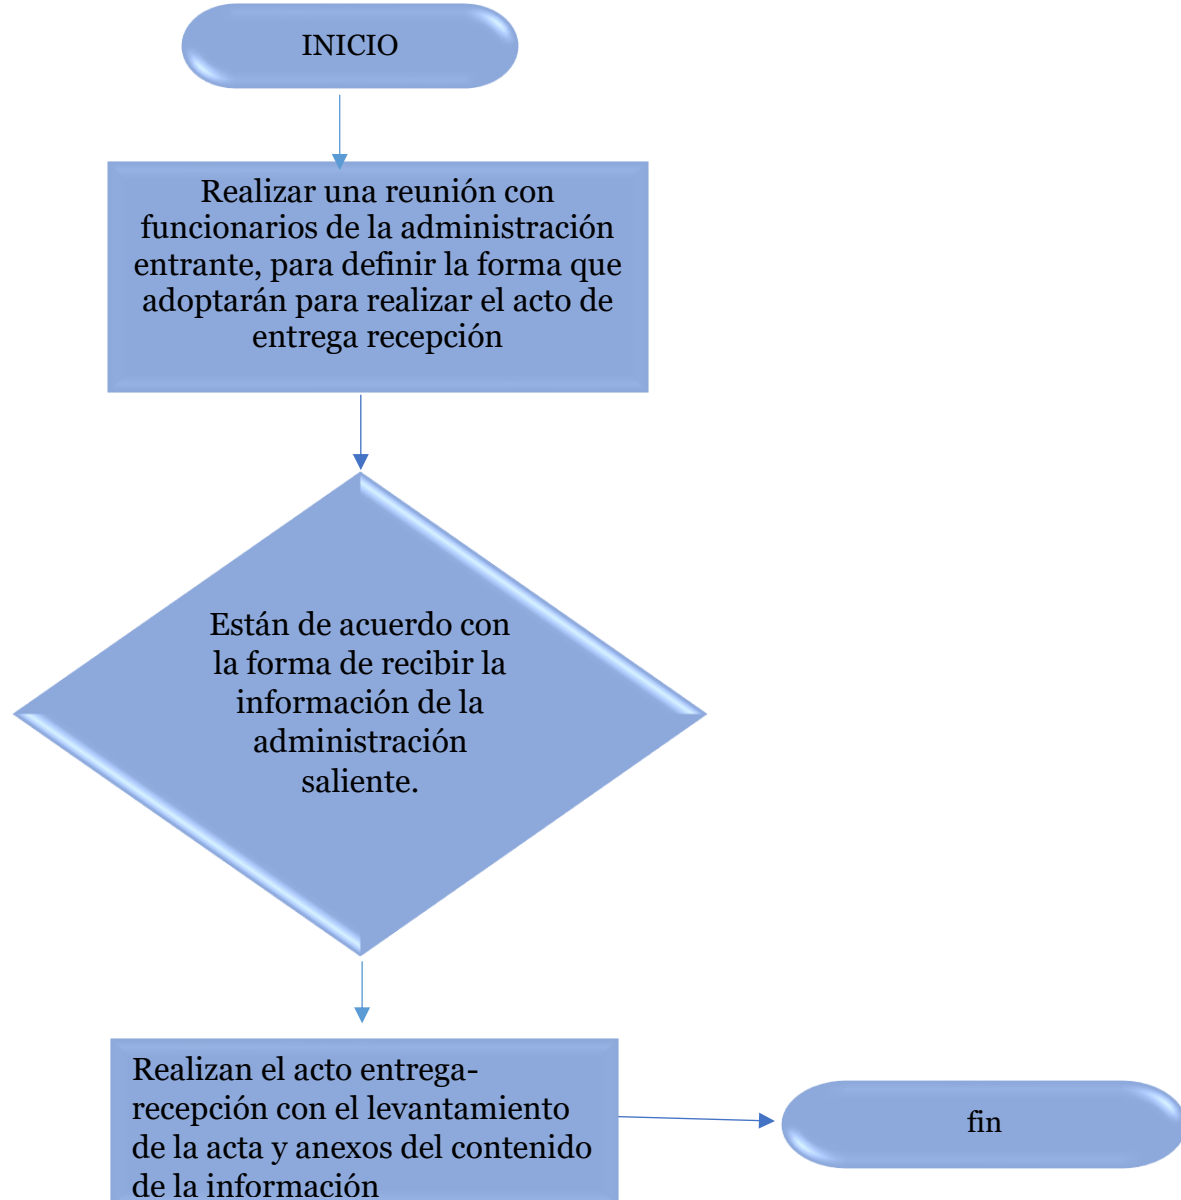 INICIO
Realizar una reunión con
funcionarios de la administración
entrante, para definir la forma que
adoptarán para realizar el acto de
entrega recepción
Están de acuerdo con
la forma de recibir la
información de la
administración
saliente.
Realizan el acto entrega-
recepción con el levantamiento
de la acta y anexos del contenido
de la información
fin